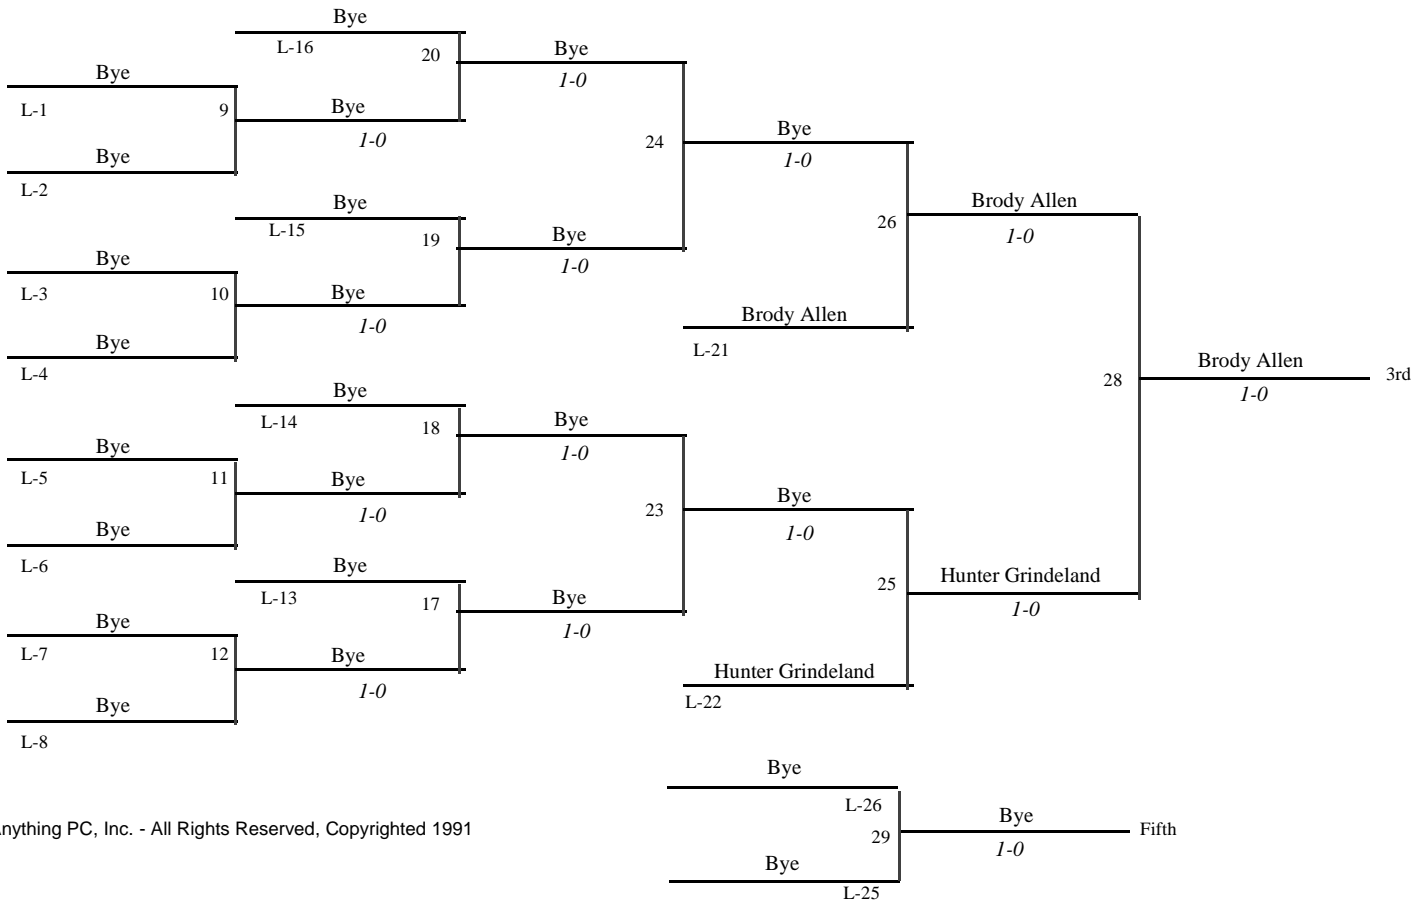 Bye
L-16
20
Bye
1-0
Bye
L-1
9
Bye
1-0
Bye
L-2
24
Bye
1-0
Bye
L-15
19
Bye
1-0
26
Brody Allen
1-0
Bye
L-3
10
Bye
1-0
Bye
L-4
Brody Allen
L-21
28
Brody Allen
1-0
3rd
Bye
L-14
18
Bye
1-0
Bye
L-5
11
Bye
1-0
Bye
L-6
23
Bye
1-0
Bye
L-13
17
Bye
1-0
25
Hunter Grindeland
1-0
Bye
L-7
12
Bye
1-0
Bye
L-8
Hunter Grindeland
L-22
Bye
L-26
29
Bye
1-0
Fifth
Bye
L-25
nything PC, Inc. - All Rights Reserved, Copyrighted 1991